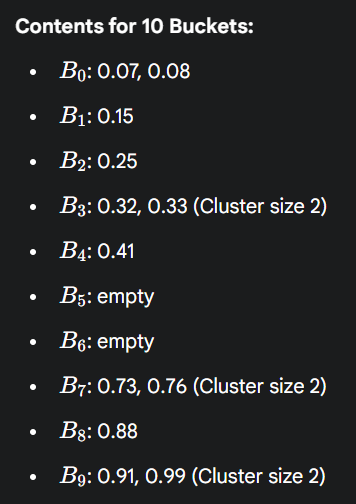 Contents for 10 Buckets:
• B₀: 0.07, 0.08
• B₁: 0.15
• B₂: 0.25
• B₃: 0.32, 0.33 (Cluster size 2)
• B₄: 0.41
• B₅: empty
• B₆: empty
• B₇: 0.73, 0.76 (Cluster size 2)
• B₈: 0.88
• B₉: 0.91, 0.99 (Cluster size 2)